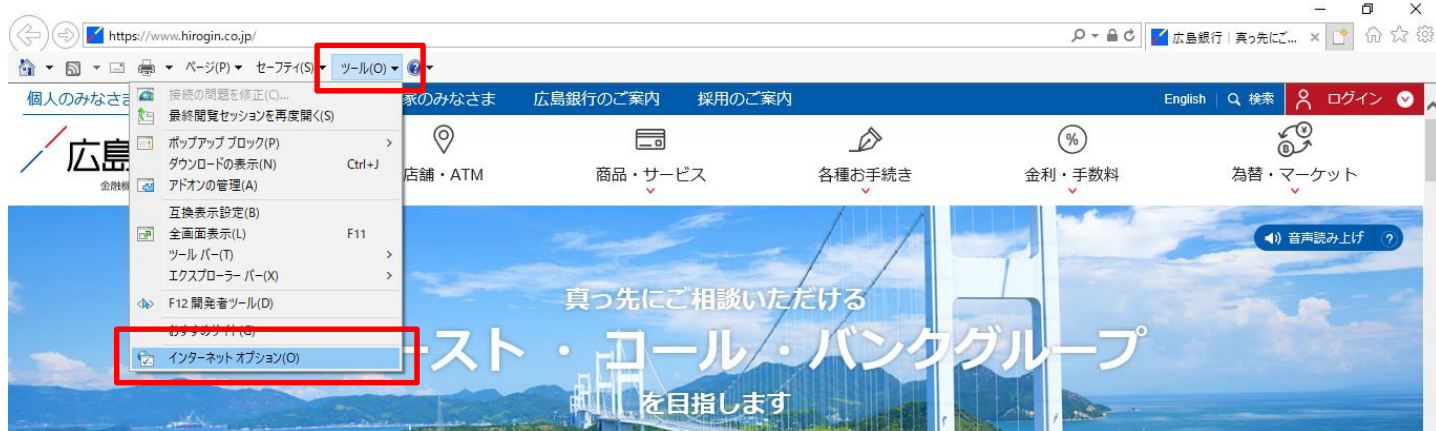 https://www.hirogin.co.jp/
広島銀行 | 真っ先にご...
ページ(P) セーフティ(S) ツール(O)
個人のみなさま
家のみなさま 広島銀行のご案内 採用のご案内 English 検索 ログイン
接続の問題を修正(C)...
最終閲覧セッションを再度開く(S)
ポップアップ ブロック(P)
ダウンロードの表示(N) Ctrl+J
アドオンの管理(A)
互換表示設定(B)
全画面表示(L) F11
ツール バー(T)
エクスプローラー バー(X)
F12 開発者ツール(D)
インターネット オプション(O)
広島
店舗・ATM 商品・サービス 各種お手続き 金利・手数料 為替・マーケット
音声読み上げ ?
真っ先にご相談いただける
ースト・コール・バンクグループ
を目指します